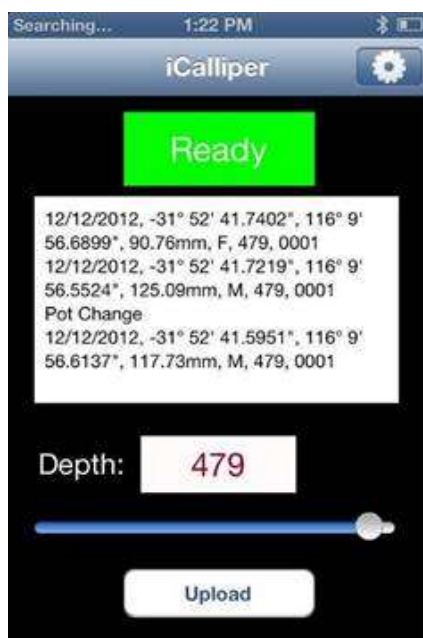 Searching... 1:22 PM
iCalliper
Ready
12/12/2012, -31° 52' 41.7402", 116° 9'
56.6899", 90.76mm, F, 479, 0001
12/12/2012, -31° 52' 41.7219", 116° 9'
56.5524", 125.09mm, M, 479, 0001
Pot Change
12/12/2012, -31° 52' 41.5951", 116° 9'
56.6137", 117.73mm, M, 479, 0001
Depth: 479
Upload